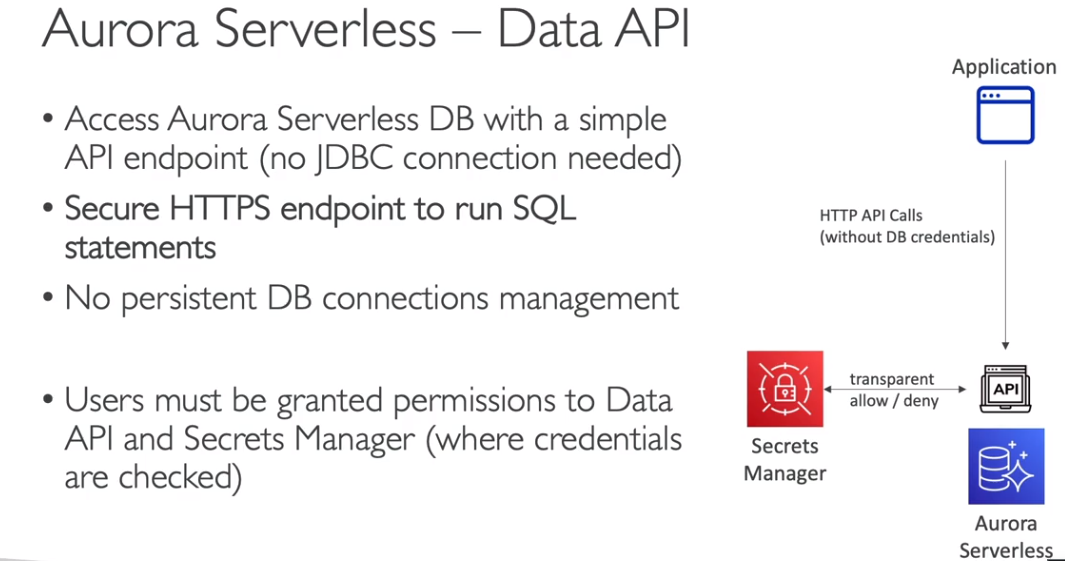 Aurora Serverless – Data API
• Access Aurora Serverless DB with a simple
API endpoint (no JDBC connection needed)
• Secure HTTPS endpoint to run SQL
statements
• No persistent DB connections management
• Users must be granted permissions to Data
API and Secrets Manager (where credentials
are checked)
Application
HTTP API Calls
(without DB credentials)
transparent
allow / deny
API
Secrets
Manager
Aurora
Serverless